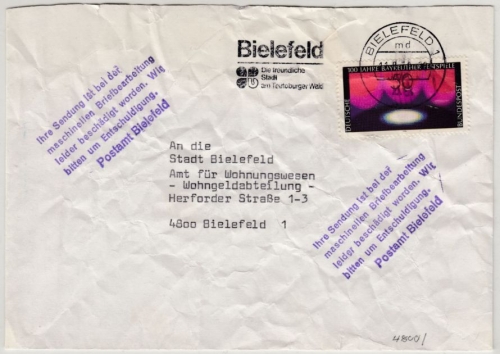 Bielefeld
Die freundliche
Stadt
am Teutoburger Wald
BIELEFELD 1
md
100 JAHRE BAYREUTHER FESTSPIELE
DEUTSCHE
BUNDESPOST
Ihre Sendung ist bei der
maschinellen Briefbearbeitung
leider beschädigt worden. Wir
bitten um Entschuldigung.
Postamt Bielefeld
An die
Stadt Bielefeld
Amt für Wohnungswesen
- Wohngeldabteilung -
Herforder Straße 1-3
4800 Bielefeld 1
Ihre Sendung ist bei der
maschinellen Briefbearbeitung
leider beschädigt worden. Wir
bitten um Entschuldigung.
Postamt Bielefeld
4800/